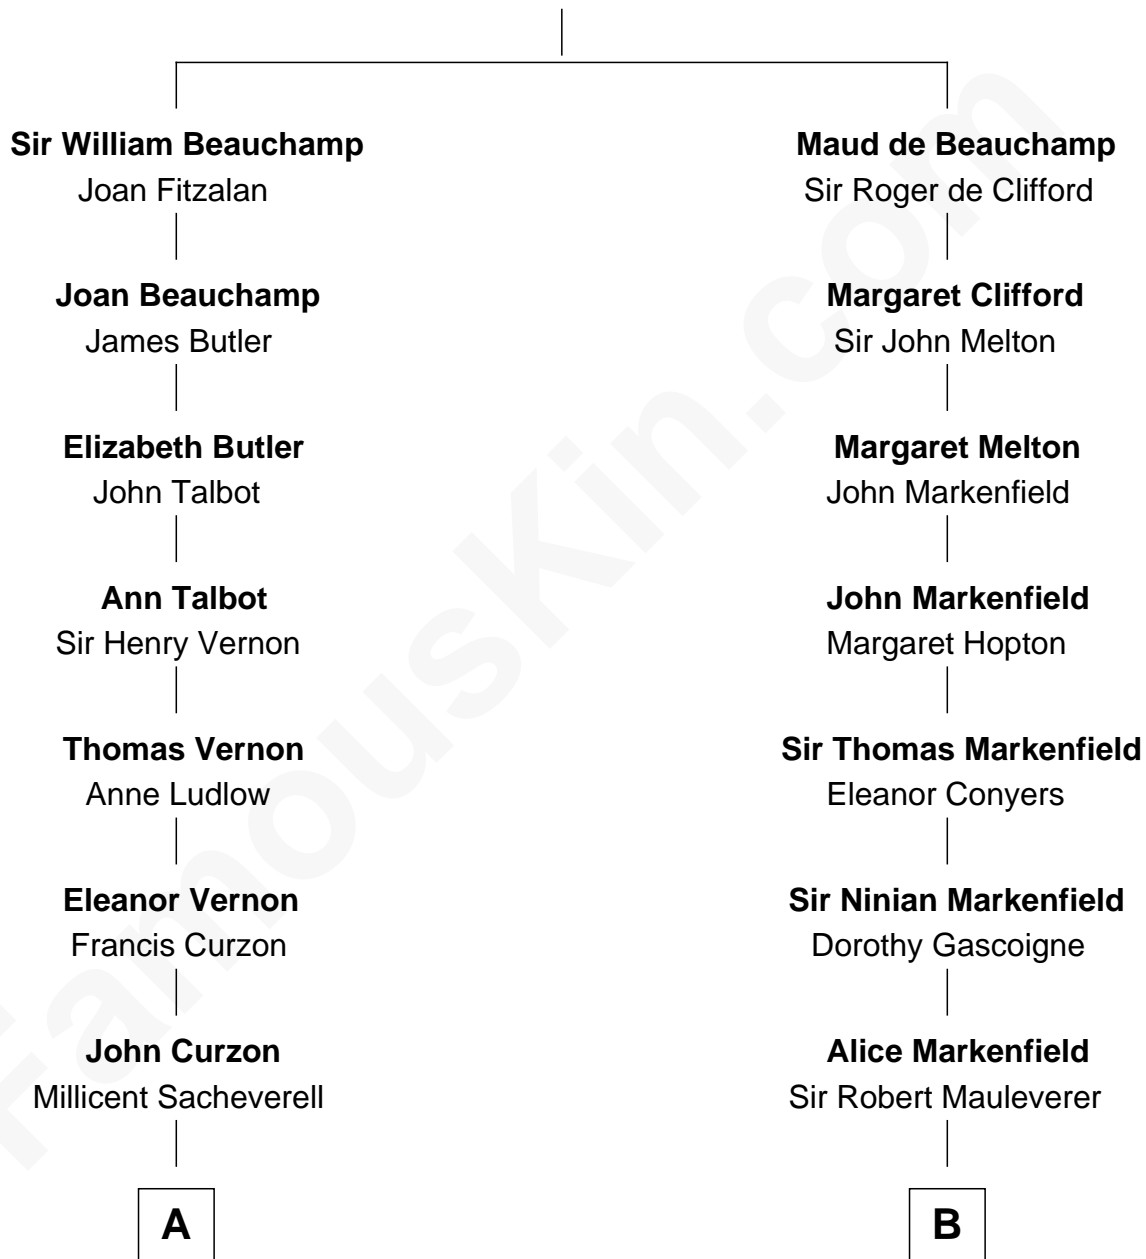 Sir William Beauchamp
Joan Fitzalan
Joan Beauchamp
James Butler
Elizabeth Butler
John Talbot
Ann Talbot
Sir Henry Vernon
Thomas Vernon
Anne Ludlow
Eleanor Vernon
Francis Curzon
John Curzon
Millicent Sacheverell
A
Maud de Beauchamp
Sir Roger de Clifford
Margaret Clifford
Sir John Melton
Margaret Melton
John Markenfield
John Markenfield
Margaret Hopton
Sir Thomas Markenfield
Eleanor Conyers
Sir Ninian Markenfield
Dorothy Gascoigne
Alice Markenfield
Sir Robert Mauleverer
B
FamousKin.com